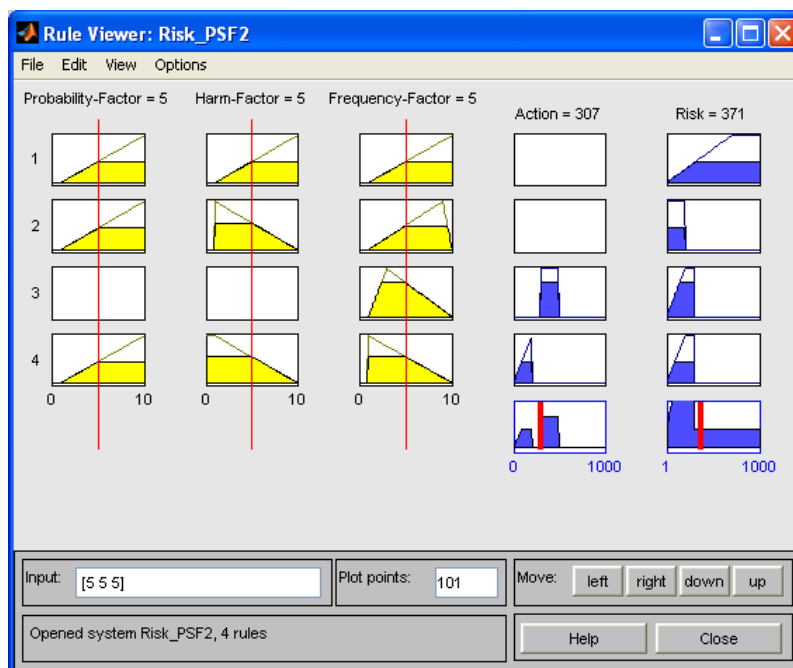 Rule Viewer: Risk_PSF2
File Edit View Options
Probability-Factor = 5 Harm-Factor = 5 Frequency-Factor = 5 Action = 307 Risk = 371
1
2
3
4
0 10 0 10 0 10
0 1000 1 1000
Input: [5 5 5] Plot points: 101 Move: left right down up
Opened system Risk_PSF2, 4 rules Help Close